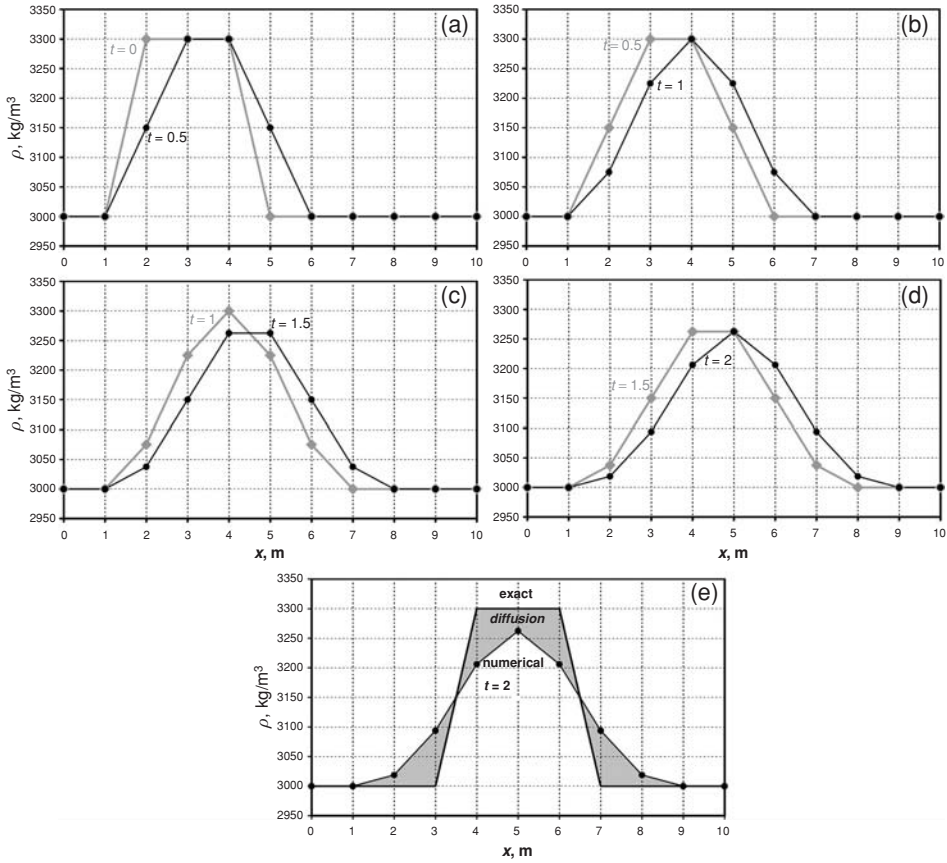 3350
3300
3250
3200
3150
3100
3050
3000
2950
ρ, kg/m³
(a)
t = 0
t = 0.5
0 1 2 3 4 5 6 7 8 9 10
3350
3300
3250
3200
3150
3100
3050
3000
2950
(b)
t = 0.5
t = 1
0 1 2 3 4 5 6 7 8 9 10
3350
3300
3250
3200
3150
3100
3050
3000
2950
ρ, kg/m³
(c)
t = 1
t = 1.5
0 1 2 3 4 5 6 7 8 9 10
x, m
3350
3300
3250
3200
3150
3100
3050
3000
2950
(d)
t = 1.5
t = 2
0 1 2 3 4 5 6 7 8 9 10
x, m
3350
3300
3250
3200
3150
3100
3050
3000
2950
ρ, kg/m³
(e)
exact
diffusion
numerical
t = 2
0 1 2 3 4 5 6 7 8 9 10
x, m